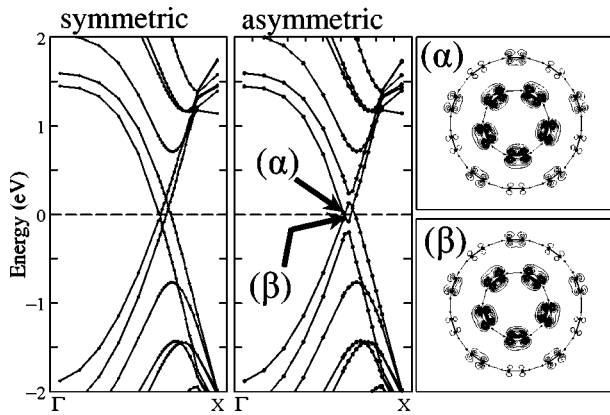 symmetric
asymmetric
Energy (eV)
2
1
0
−1
−2
Γ
X
Γ
X
(α)
(β)
(α)
(β)